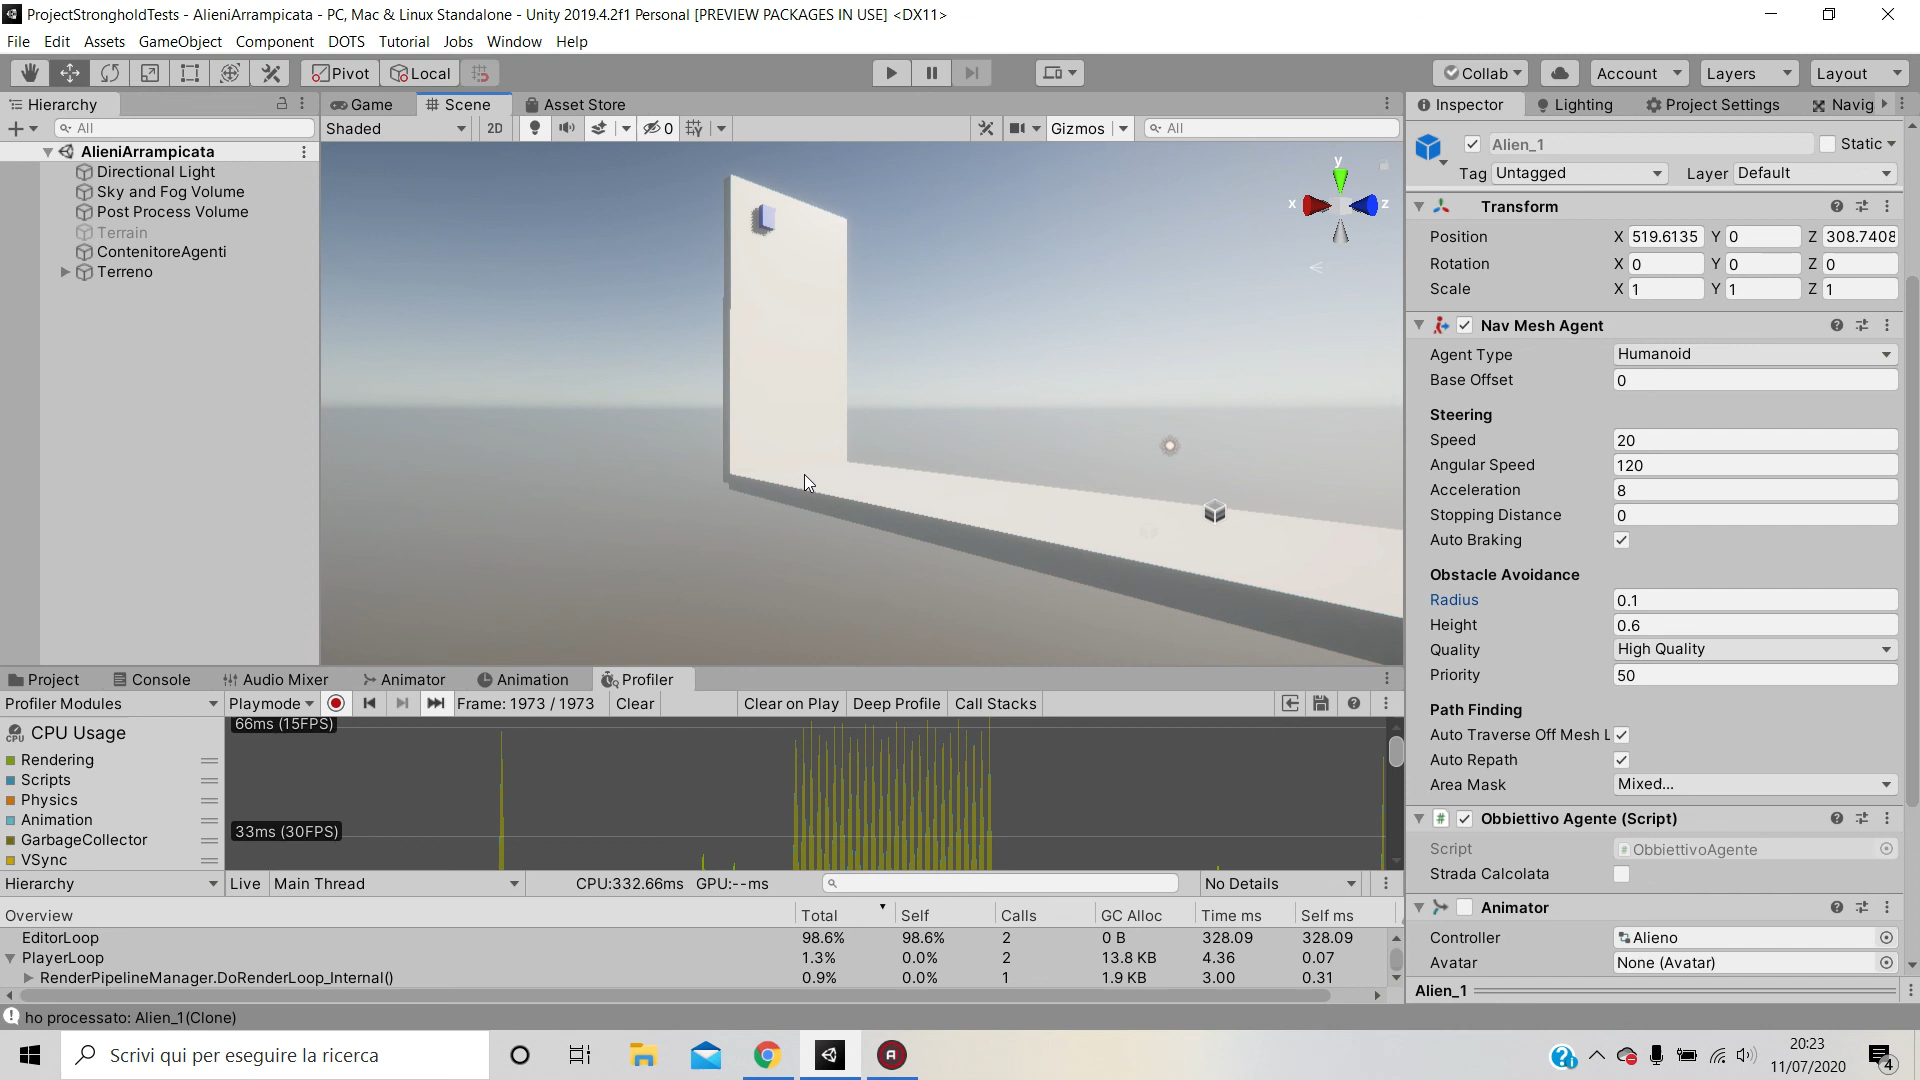 ProjectStrongholdTests - AlieniArrampicata - PC, Mac & Linux Standalone - Unity 2019.4.2f1 Personal [PREVIEW PACKAGES IN USE] <DX11>
File Edit Assets GameObject Component DOTS Tutorial Jobs Window Help
Pivot Local Collab Account Layers Layout
Hierarchy Game Scene Asset Store Inspector Lighting Project Settings Navig
All Shaded 2D 0 Gizmos All
AlieniArrampicata
Directional Light
Sky and Fog Volume
Post Process Volume
Terrain
ContenitoreAgenti
Terreno
y
x z
Alien_1 Static
Tag Untagged Layer Default
Transform
Position X 519.6135 Y 0 Z 308.7408
Rotation X 0 Y 0 Z 0
Scale X 1 Y 1 Z 1
Nav Mesh Agent
Agent Type Humanoid
Base Offset 0
Steering
Speed 20
Angular Speed 120
Acceleration 8
Stopping Distance 0
Auto Braking
Obstacle Avoidance
Radius 0.1
Height 0.6
Quality High Quality
Priority 50
Path Finding
Auto Traverse Off Mesh L
Auto Repath
Area Mask Mixed...
Obbiettivo Agente (Script)
Script ObbiettivoAgente
Strada Calcolata
Animator
Controller Alieno
Avatar None (Avatar)
Alien_1
Project Console Audio Mixer Animator Animation Profiler
Profiler Modules Playmode Frame: 1973 / 1973 Clear Clear on Play Deep Profile Call Stacks
CPU CPU Usage
Rendering
Scripts
Physics
Animation
GarbageCollector
VSync
66ms (15FPS)
33ms (30FPS)
Hierarchy Live Main Thread CPU:332.66ms GPU:--ms No Details
Overview Total Self Calls GC Alloc Time ms Self ms
EditorLoop 98.6% 98.6% 2 0 B 328.09 328.09
PlayerLoop 1.3% 0.0% 2 13.8 KB 4.36 0.07
RenderPipelineManager.DoRenderLoop_Internal() 0.9% 0.0% 1 1.9 KB 3.00 0.31
ho processato: Alien_1(Clone)
Scrivi qui per eseguire la ricerca
20:23
11/07/2020
4